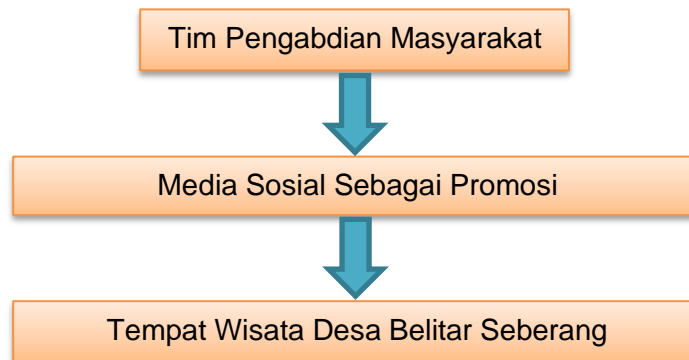 Tim Pengabdian Masyarakat
Media Sosial Sebagai Promosi
Tempat Wisata Desa Belitar Seberang